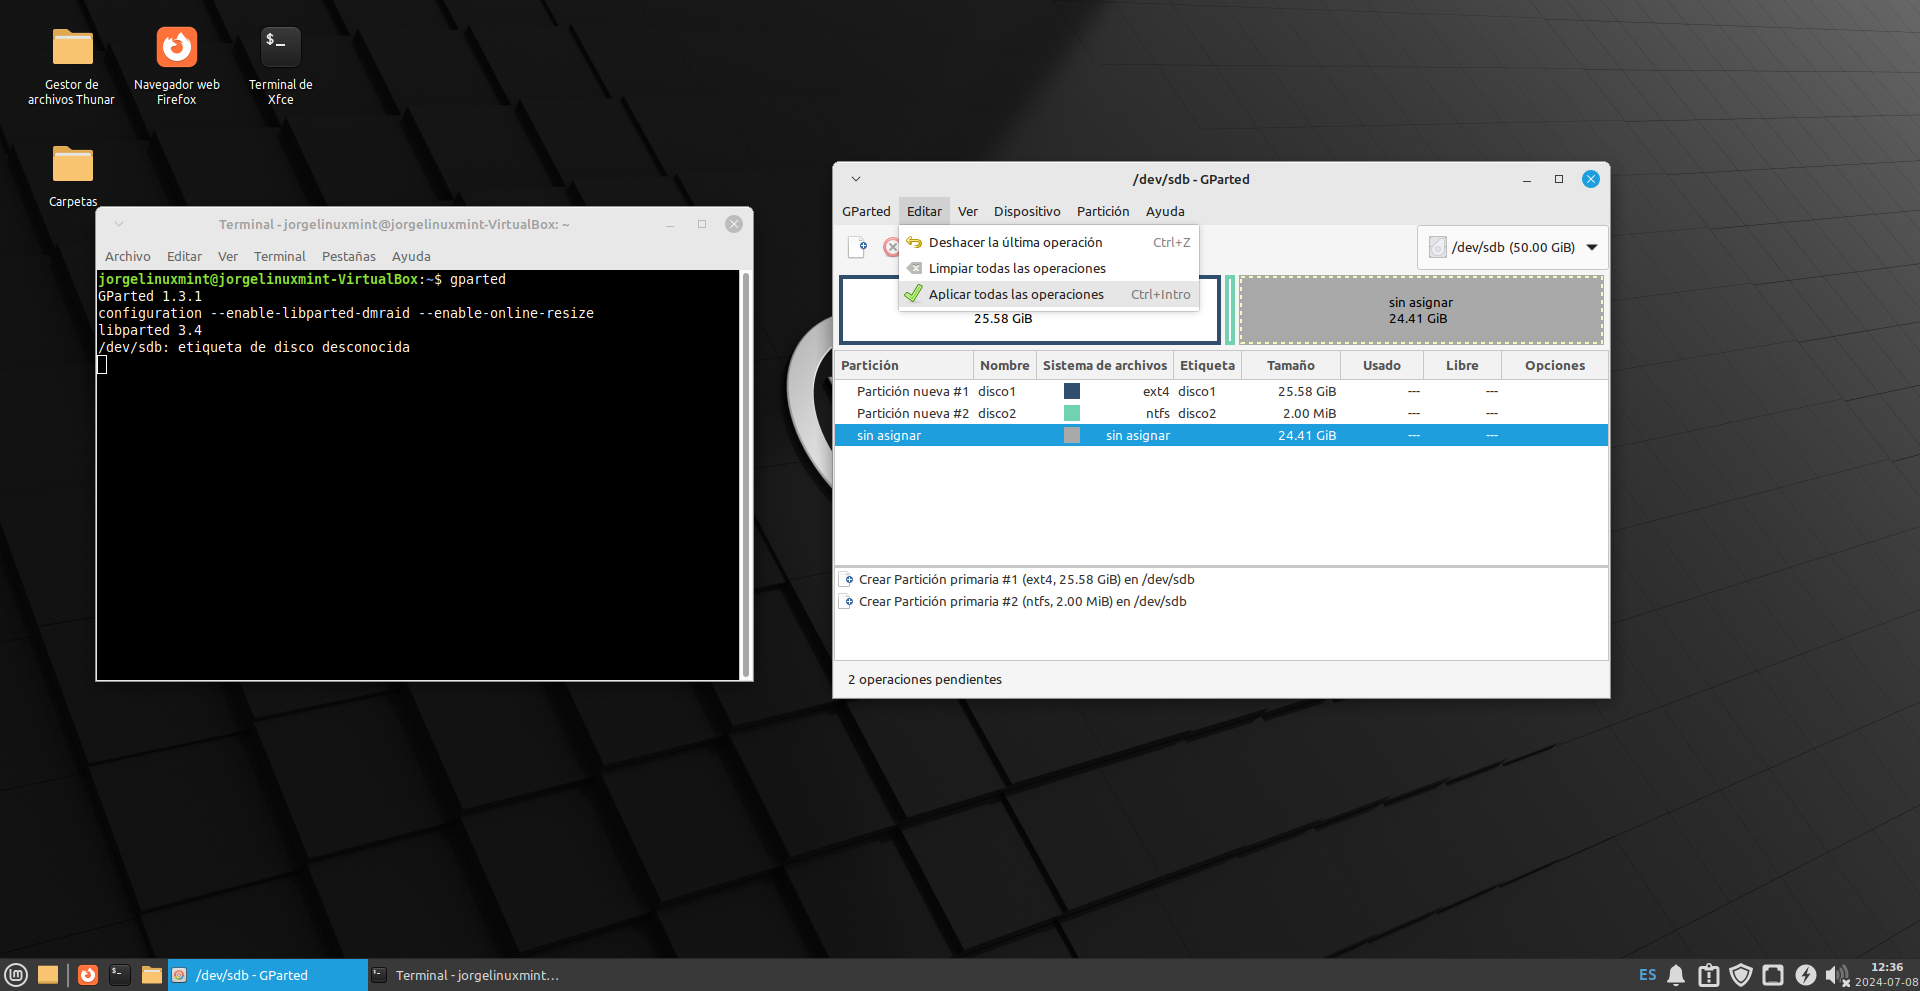 Gestor de
archivos Thunar
Navegador web
Firefox
$_
Terminal de
Xfce
Carpetas
Terminal - jorgelinuxmint@jorgelinuxmint-VirtualBox: ~
Archivo Editar Ver Terminal Pestañas Ayuda
jorgelinuxmint@jorgelinuxmint-VirtualBox:~$ gparted
GParted 1.3.1
configuration --enable-libparted-dmraid --enable-online-resize
libparted 3.4
/dev/sdb: etiqueta de disco desconocida
/dev/sdb - GParted
GParted Editar Ver Dispositivo Partición Ayuda
Deshacer la última operación Ctrl+Z
Limpiar todas las operaciones
Aplicar todas las operaciones Ctrl+Intro
/dev/sdb (50.00 GiB)
25.58 GiB
sin asignar
24.41 GiB
Partición Nombre Sistema de archivos Etiqueta Tamaño Usado Libre Opciones
Partición nueva #1 disco1 ext4 disco1 25.58 GiB --- ---
Partición nueva #2 disco2 ntfs disco2 2.00 MiB --- ---
sin asignar sin asignar 24.41 GiB --- ---
Crear Partición primaria #1 (ext4, 25.58 GiB) en /dev/sdb
Crear Partición primaria #2 (ntfs, 2.00 MiB) en /dev/sdb
2 operaciones pendientes
/dev/sdb - GParted
Terminal - jorgelinuxmint...
ES
12:36
2024-07-08